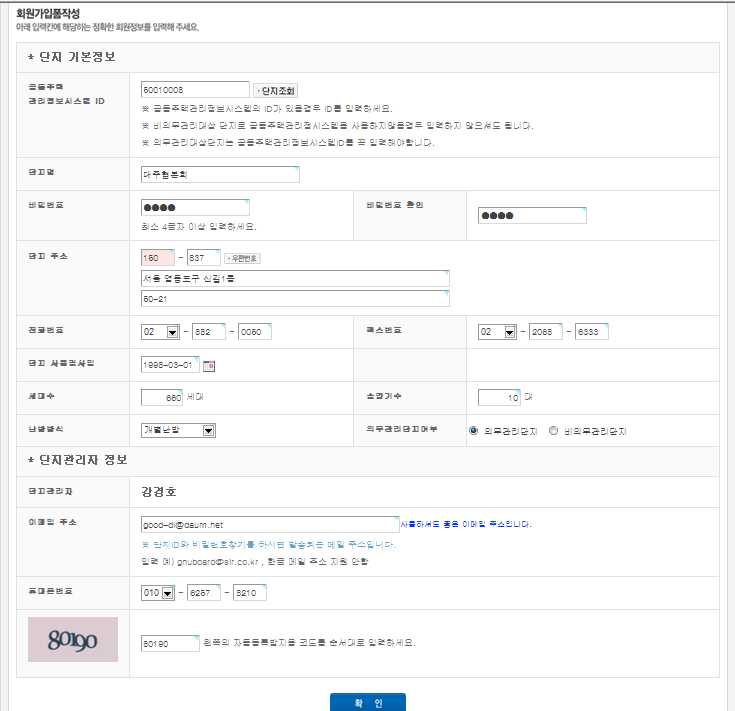 회원가입폼작성
아래 입력칸에 해당하는 정확한 회원정보를 입력해 주세요.
* 단지 기본정보
공동주택
관리정보시스템 ID
60010008
단지조회
※ 공동주택관리정보시스템의 ID가 있을경우 ID를 입력하세요.
※ 비의무관리대상 단지로 공동주택관리정시스템을 사용하지않을경우 입력하지 않으셔도 됩니다.
※ 의무관리대상단지는 공동주택관리정보시스템ID를 꼭 입력해야합니다.
단지명
대주협본회
비밀번호
●●●●
비밀번호 확인
●●●●
최소 4글자 이상 입력하세요.
단지 주소
150 - 837 우편번호
서울 영등포구 신길1동
60-21
전화번호
02 - 882 - 0050
팩스번호
02 - 2068 - 6333
단지 사용검사일
1998-03-01
세대수
660 세대
승강기수
10 대
난방방식
개별난방
의무관리단지여부
의무관리단지 비의무관리단지
* 단지관리자 정보
단지관리자
강경호
이메일 주소
good-di@daum.net 사용하셔도 좋은 이메일 주소입니다.
※ 단지ID와 비밀번호찾기를 하시면 발송되는 메일 주소입니다.
입력 예) gnuboard@sir.co.kr , 한글 메일 주소 지원 안함
휴대폰번호
010 - 6257 - 8210
80190
80190 왼쪽의 자동등록방지용 코드를 순서대로 입력하세요.
확 인